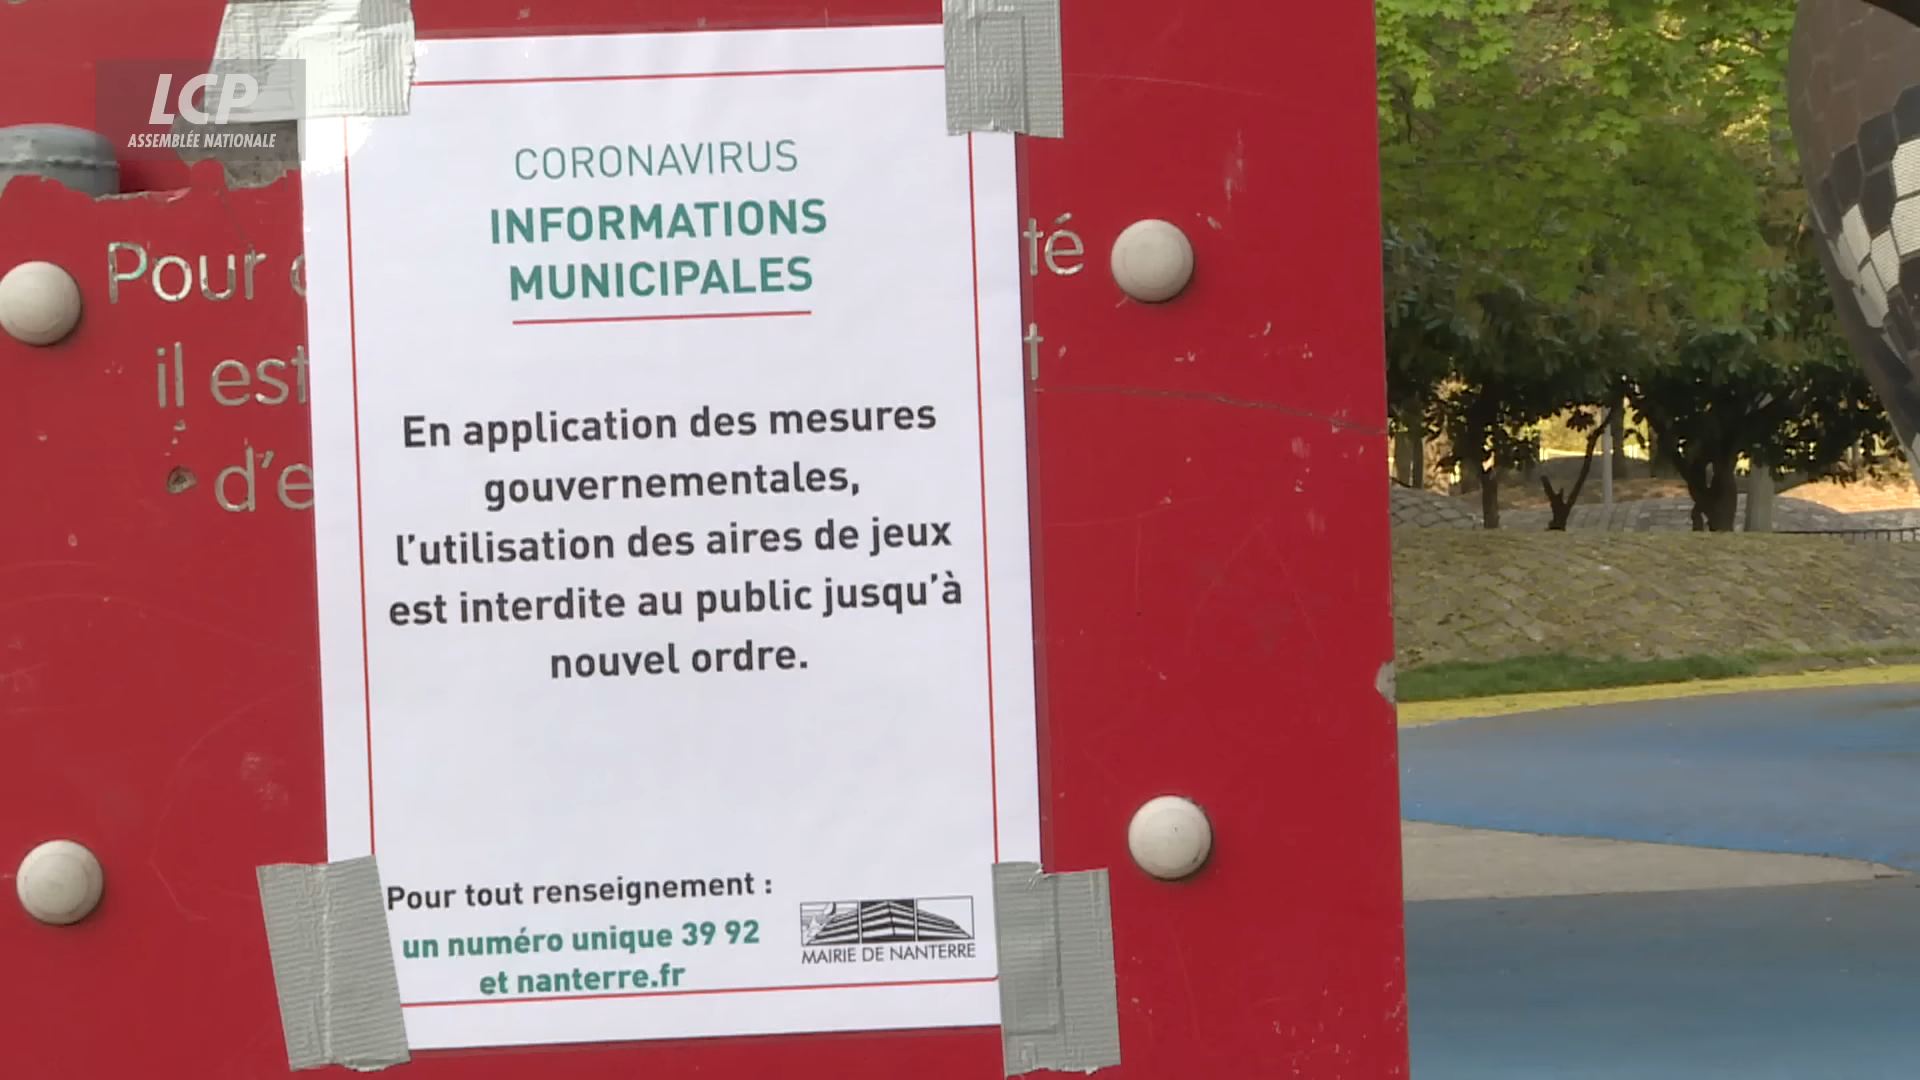 LCP
ASSEMBLÉE NATIONALE
CORONAVIRUS
INFORMATIONS
MUNICIPALES
En application des mesures
gouvernementales,
l’utilisation des aires de jeux
est interdite au public jusqu’à
nouvel ordre.
Pour tout renseignement :
un numéro unique 39 92
et nanterre.fr
MAIRIE DE NANTERRE
Pour
il est